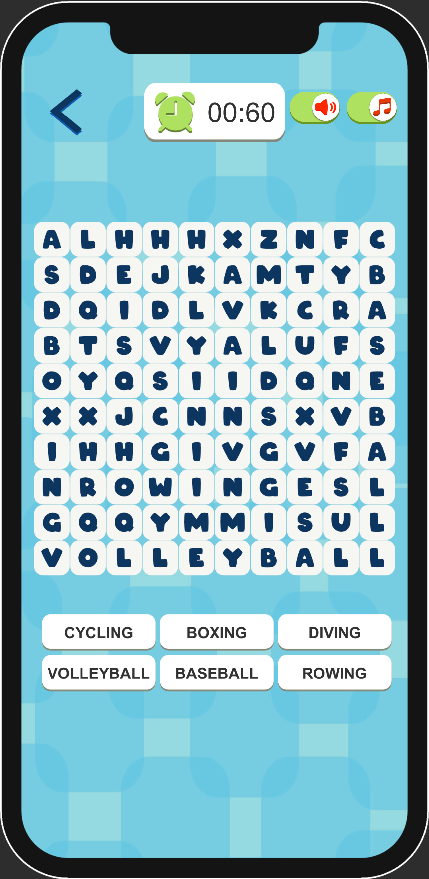 00:60
A L H H H X Z N F C
S D E J K A M T Y B
D Q I D L V K C R A
B T S V Y A L U F S
O Y Q S I I D Q N E
X X J C N N S X V B
I H H G I V G V F A
N R O W I N G E S L
G Q Q Y M M I S U L
V O L L E Y B A L L
CYCLING BOXING DIVING
VOLLEYBALL BASEBALL ROWING